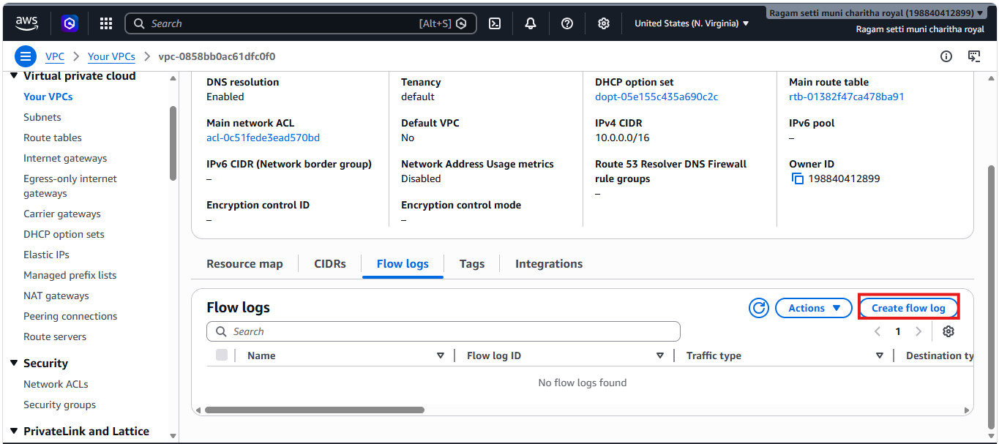 aws
Search
[Alt+S]
United States (N. Virginia)
Ragam setti muni charitha royal (198840412899)
Ragam setti muni charitha royal
VPC
Your VPCs
vpc-0858bb0ac61dfc0f0
Virtual private cloud
Your VPCs
Subnets
Route tables
Internet gateways
Egress-only internet
gateways
Carrier gateways
DHCP option sets
Elastic IPs
Managed prefix lists
NAT gateways
Peering connections
Route servers
Security
Network ACLs
Security groups
PrivateLink and Lattice
DNS resolution
Enabled
Tenancy
default
DHCP option set
dopt-05e155c435a690c2c
Main route table
rtb-01382f47ca478ba91
Main network ACL
acl-0c51fede3ead570bd
Default VPC
No
IPv4 CIDR
10.0.0.0/16
IPv6 pool
–
IPv6 CIDR (Network border group)
–
Network Address Usage metrics
Disabled
Route 53 Resolver DNS Firewall
rule groups
–
Owner ID
198840412899
Encryption control ID
–
Encryption control mode
–
Resource map
CIDRs
Flow logs
Tags
Integrations
Flow logs
Actions
Create flow log
Search
1
Name
Flow log ID
Traffic type
Destination ty
No flow logs found